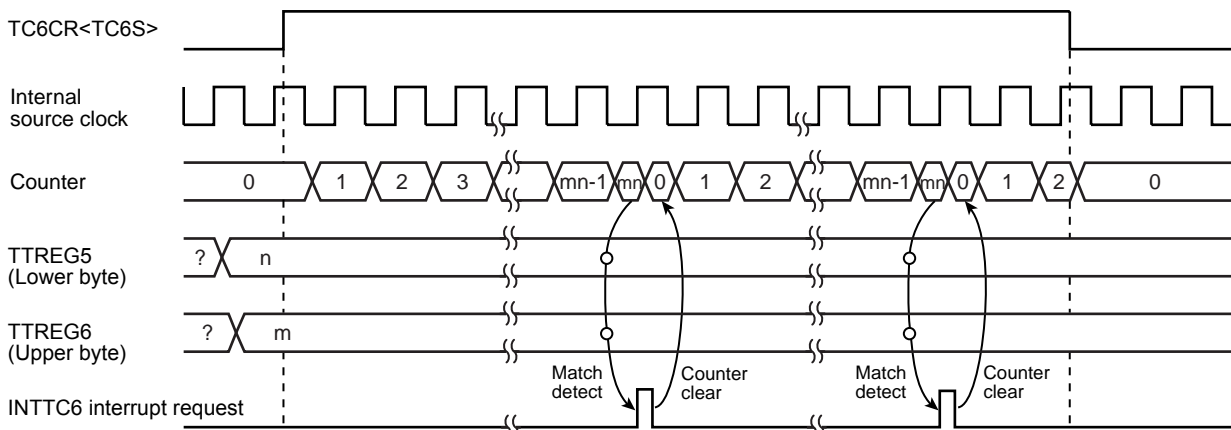 TC6CR<TC6S>
Internal
source clock
Counter
0 1 2 3 mn-1 mn 0 1 2 mn-1 mn 0 1 2 0
TTREG5
(Lower byte)
? n
TTREG6
(Upper byte)
? m
Match
detect
Counter
clear
Match
detect
Counter
clear
INTTC6 interrupt request